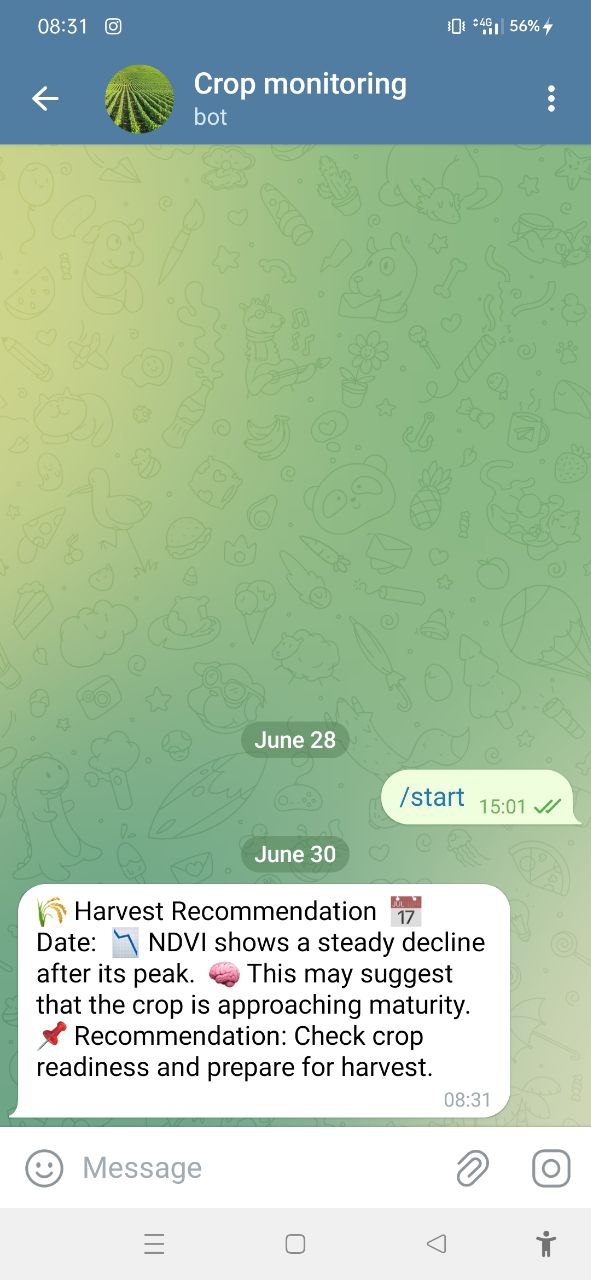 08:31 4G 56%
Crop monitoring
bot
June 28
/start 15:01
June 30
🌾 Harvest Recommendation 📅
Date: 📉 NDVI shows a steady decline
after its peak. 🧠 This may suggest
that the crop is approaching maturity.
📌 Recommendation: Check crop
readiness and prepare for harvest.
08:31
Message